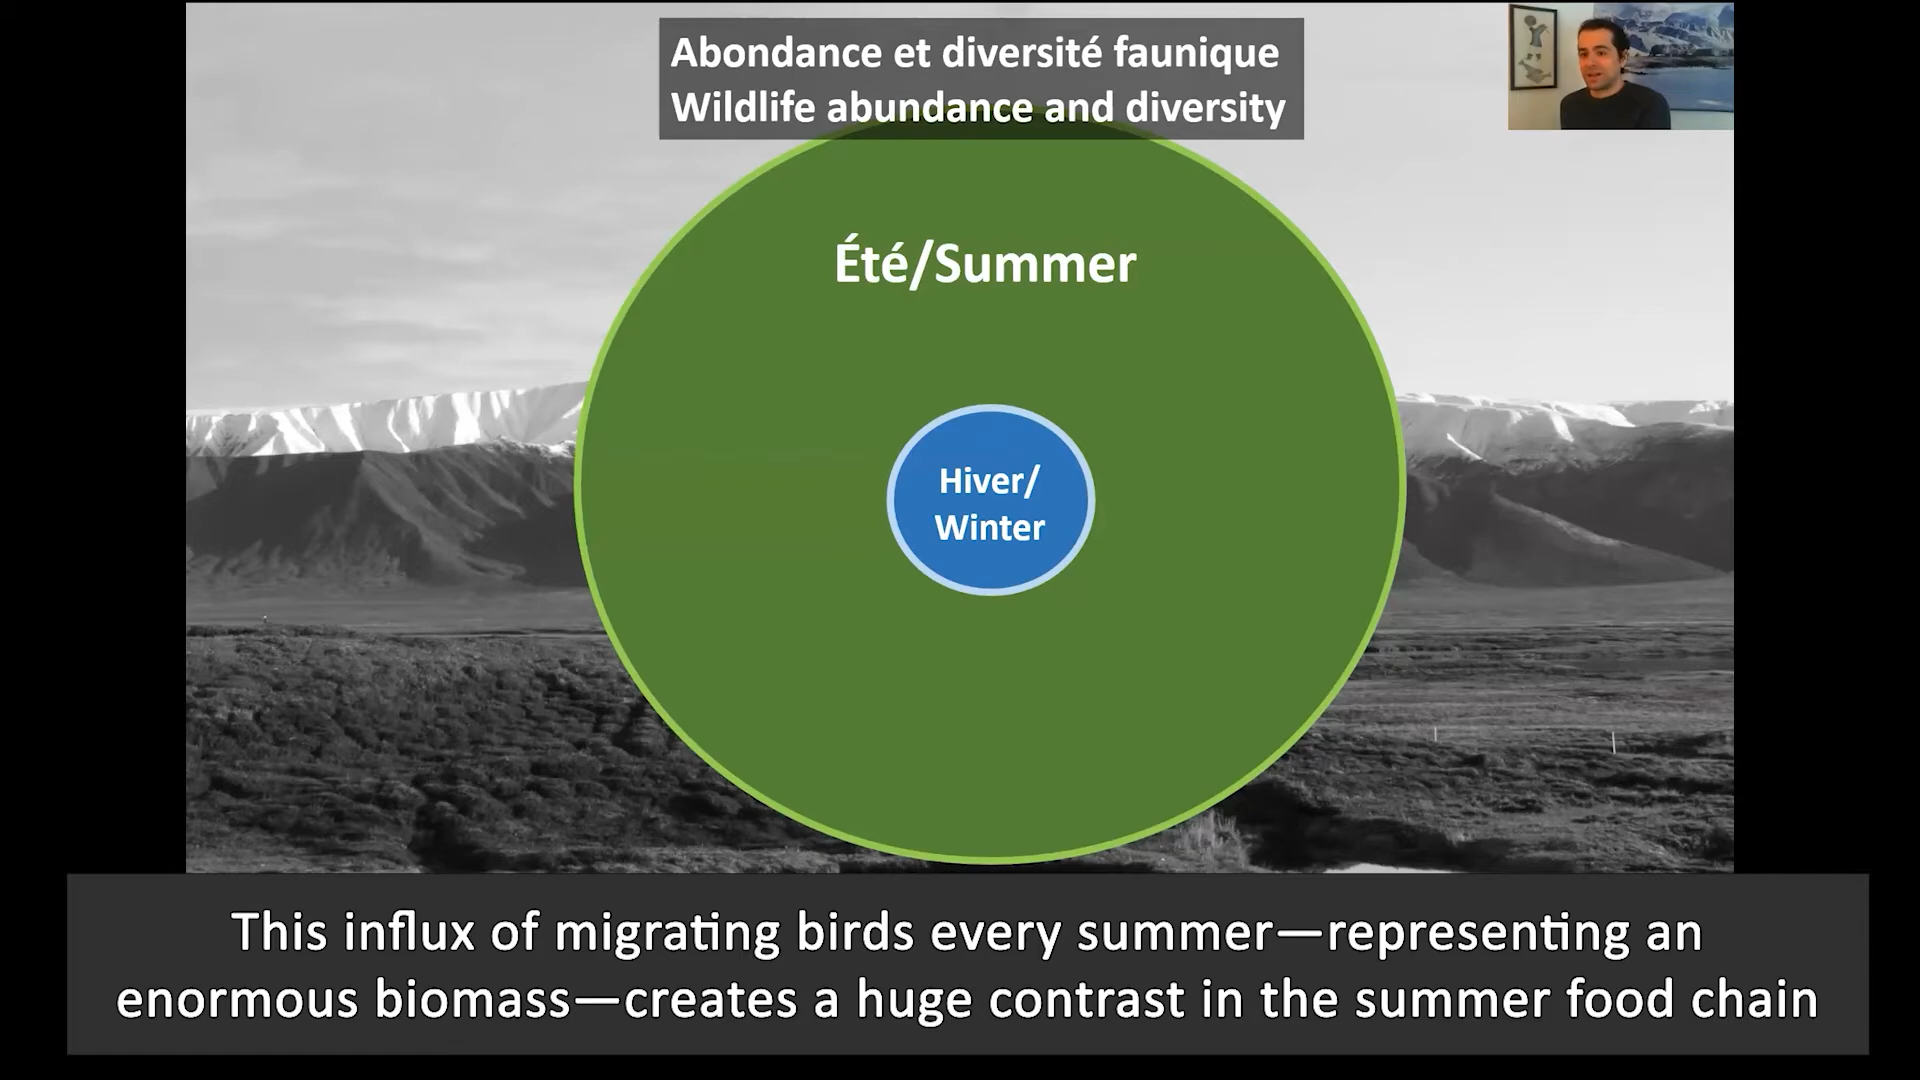 Abondance et diversité faunique
Wildlife abundance and diversity
Été/Summer
Hiver/
Winter
This influx of migrating birds every summer—representing an
enormous biomass—creates a huge contrast in the summer food chain